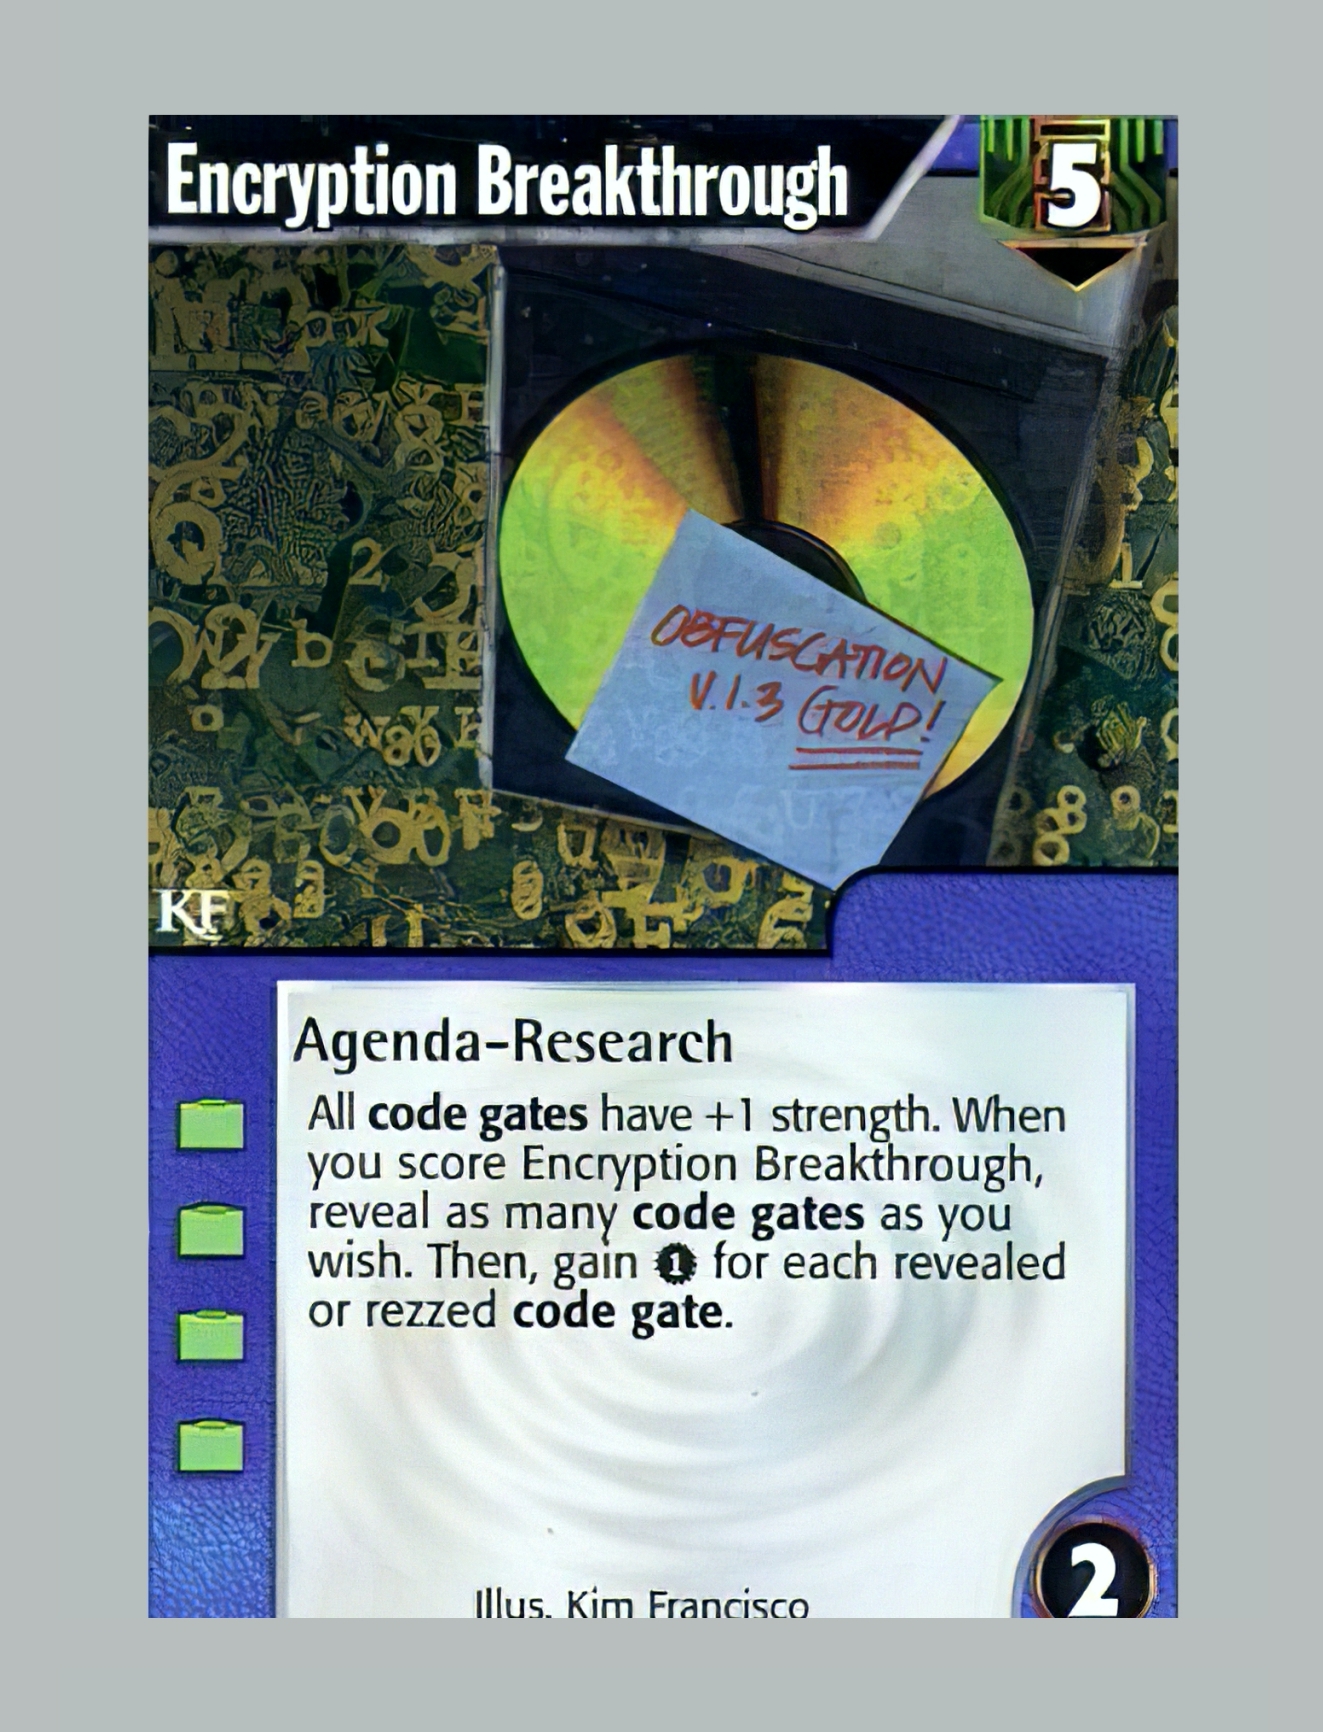 Encryption Breakthrough
5
OBFUSCATION
V.1.3 GOLD!
KF
Agenda-Research
All code gates have +1 strength. When
you score Encryption Breakthrough,
reveal as many code gates as you
wish. Then, gain 1 for each revealed
or rezzed code gate.
2
Illus. Kim Francisco